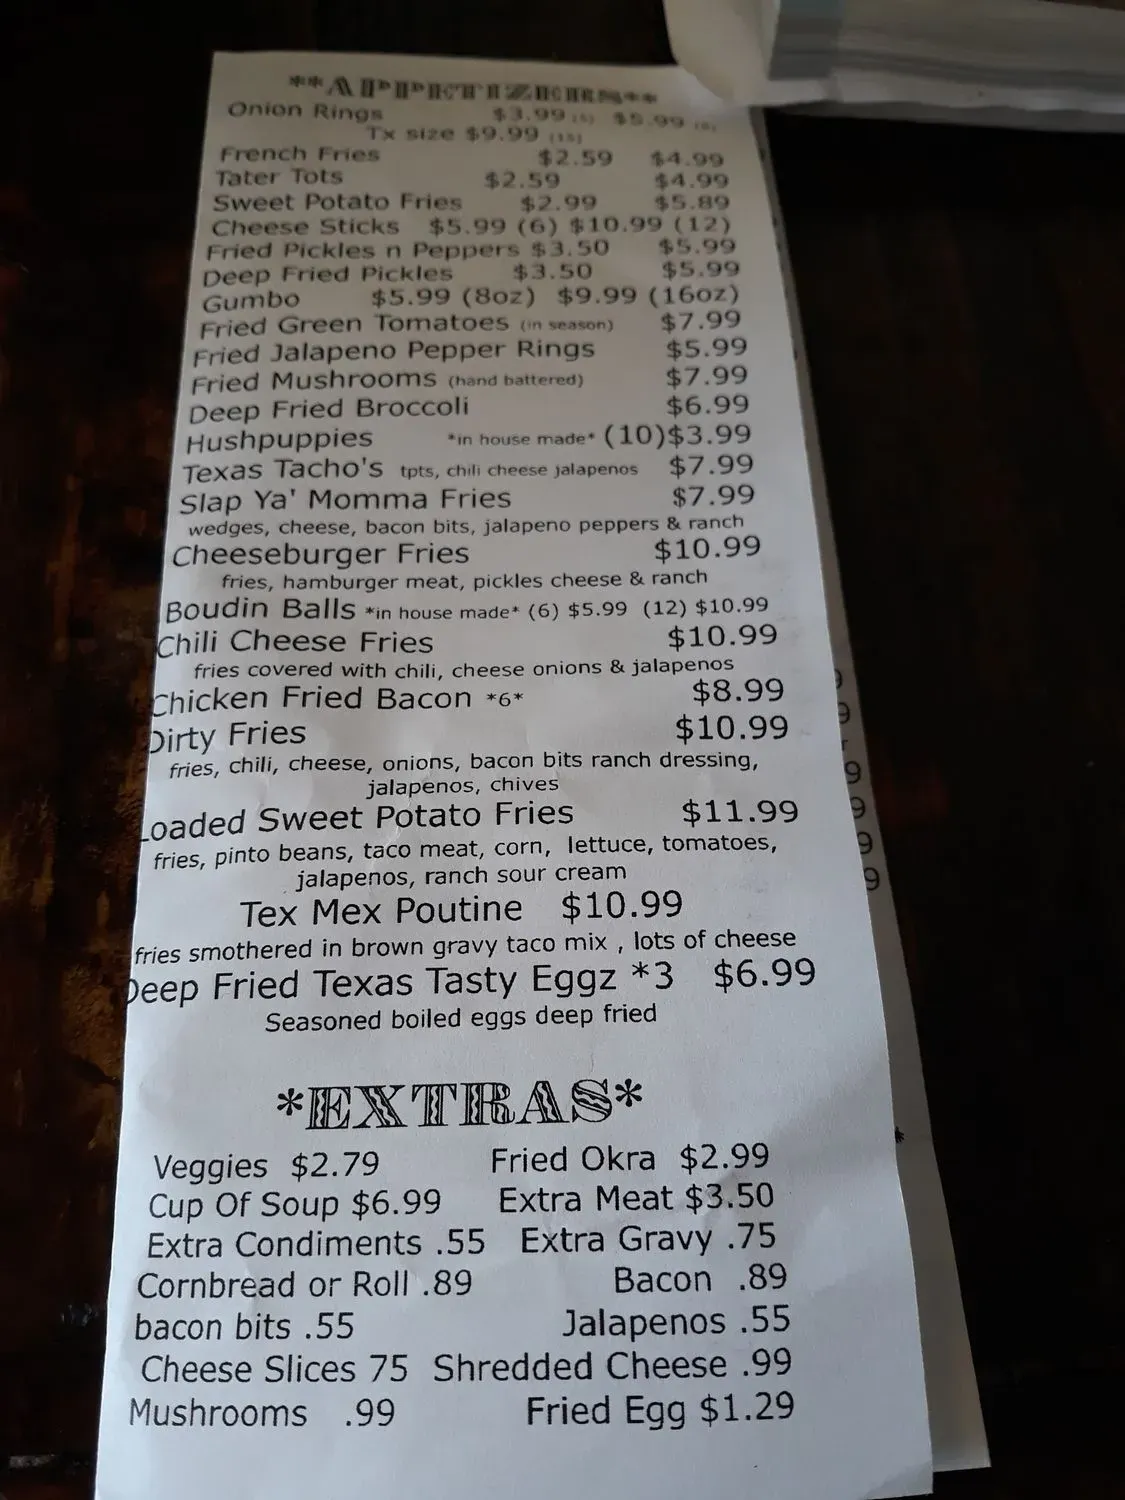 **APPETIZERS**
Onion Rings $3.99 (5) $5.99
Tx size $9.99 (15)
French Fries $2.59 $4.99
Tater Tots $2.59 $4.99
Sweet Potato Fries $2.99 $5.89
Cheese Sticks $5.99 (6) $10.99 (12)
Fried Pickles n Peppers $3.50 $5.99
Deep Fried Pickles $3.50 $5.99
Gumbo $5.99 (8oz) $9.99 (16oz)
Fried Green Tomatoes (in season) $7.99
Fried Jalapeno Pepper Rings $5.99
Fried Mushrooms (hand battered) $7.99
Deep Fried Broccoli $6.99
Hushpuppies *in house made* (10)$3.99
Texas Tacho's tpts, chili cheese jalapenos $7.99
Slap Ya' Momma Fries $7.99
wedges, cheese, bacon bits, jalapeno peppers & ranch
Cheeseburger Fries $10.99
fries, hamburger meat, pickles cheese & ranch
Boudin Balls *in house made* (6) $5.99 (12) $10.99
Chili Cheese Fries $10.99
fries covered with chili, cheese onions & jalapenos
Chicken Fried Bacon *6* $8.99
Dirty Fries $10.99
fries, chili, cheese, onions, bacon bits ranch dressing,
jalapenos, chives
Loaded Sweet Potato Fries $11.99
fries, pinto beans, taco meat, corn, lettuce, tomatoes,
jalapenos, ranch sour cream
Tex Mex Poutine $10.99
fries smothered in brown gravy taco mix , lots of cheese
Deep Fried Texas Tasty Eggz *3 $6.99
Seasoned boiled eggs deep fried
*EXTRAS*
Veggies $2.79 Fried Okra $2.99
Cup Of Soup $6.99 Extra Meat $3.50
Extra Condiments .55 Extra Gravy .75
Cornbread or Roll .89 Bacon .89
bacon bits .55 Jalapenos .55
Cheese Slices 75 Shredded Cheese .99
Mushrooms .99 Fried Egg $1.29